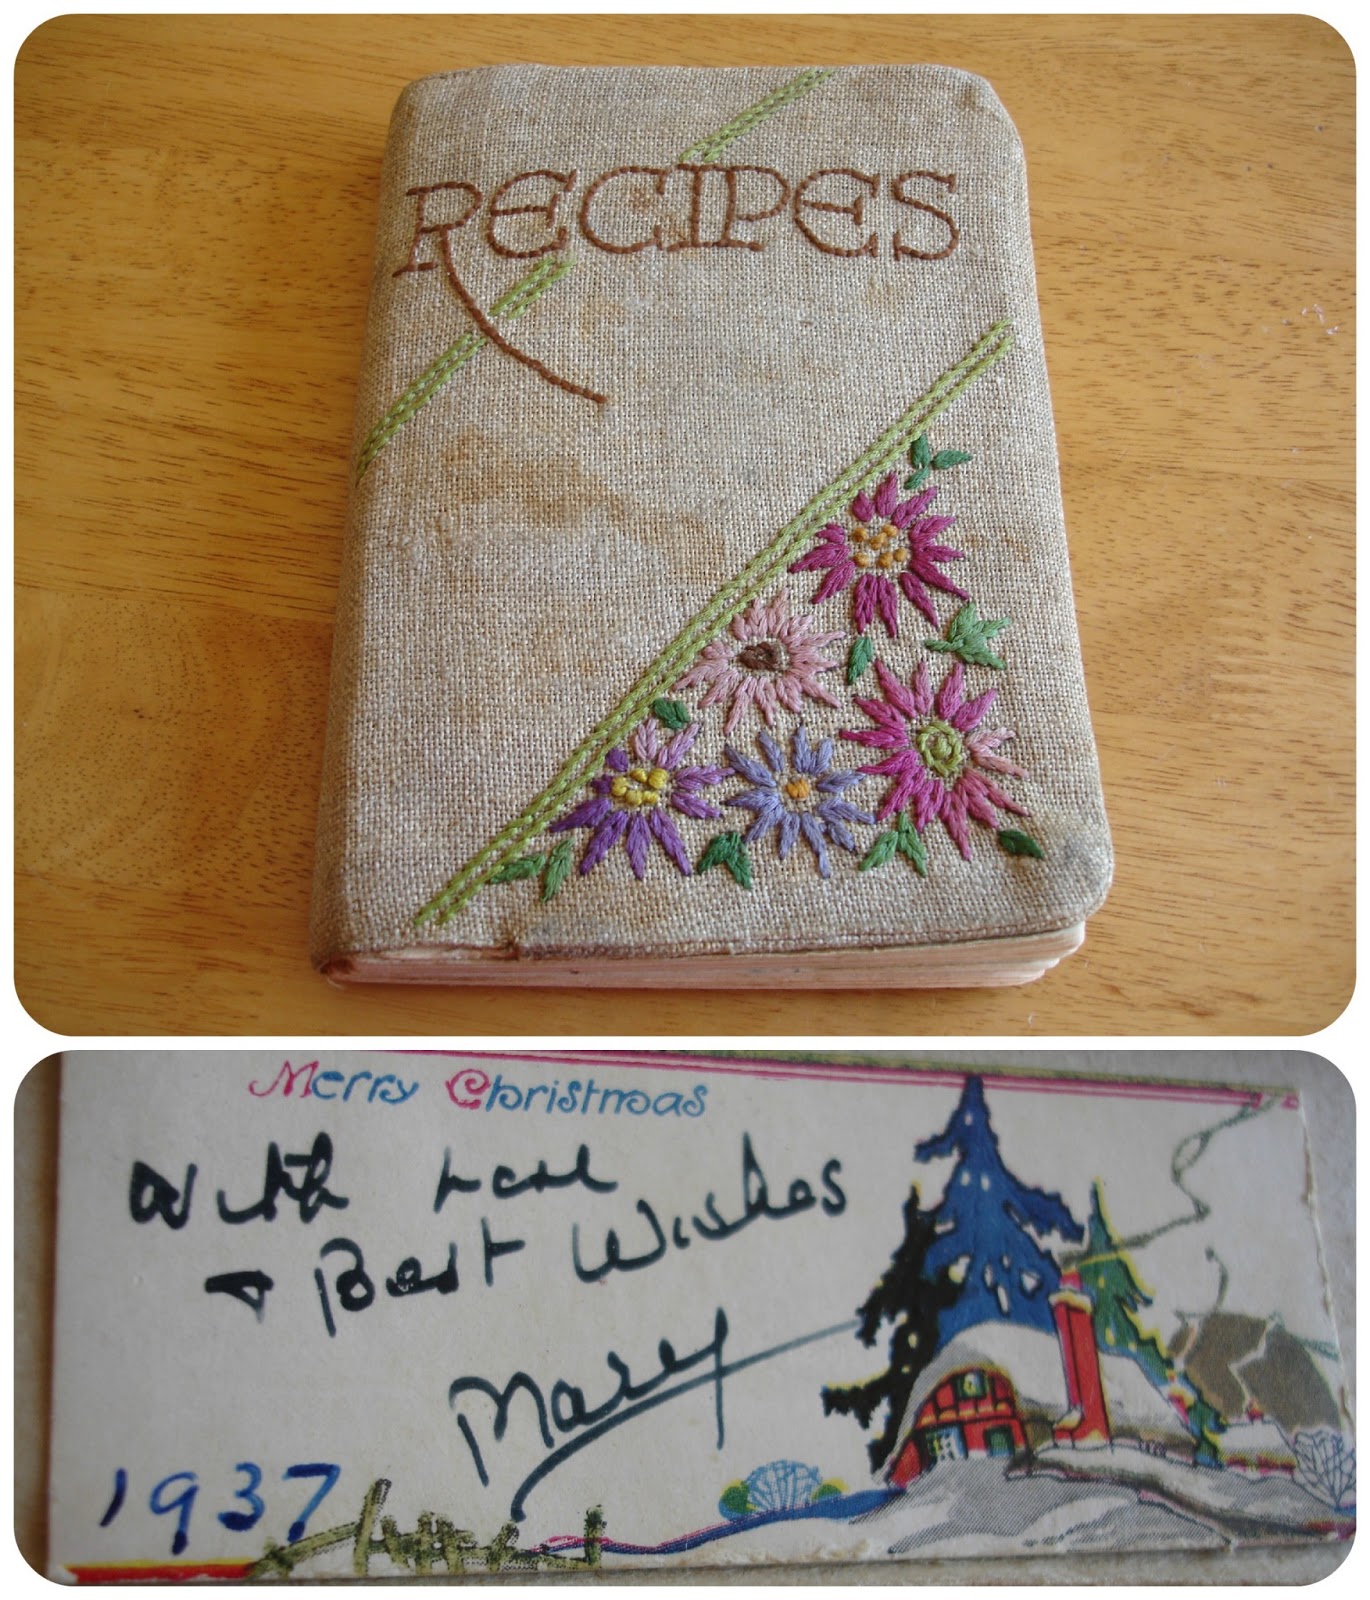 RECIPES
Merry Christmas
With love
+ Best Wishes
Mary
1937